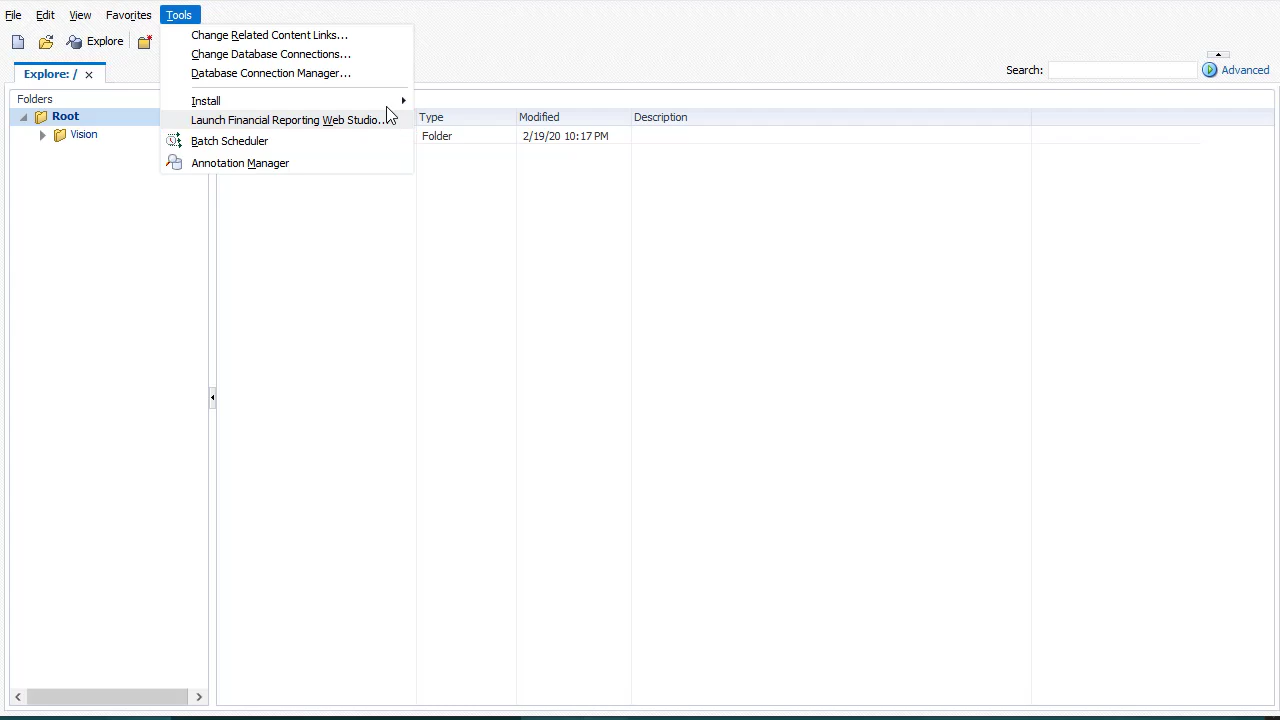 File Edit View Favorites Tools
Explore
Explore: /
Search: Advanced
Change Related Content Links...
Change Database Connections...
Database Connection Manager...
Install
Launch Financial Reporting Web Studio...
Batch Scheduler
Annotation Manager
Folders
Root
Vision
Type Modified Description
Folder 2/19/20 10:17 PM